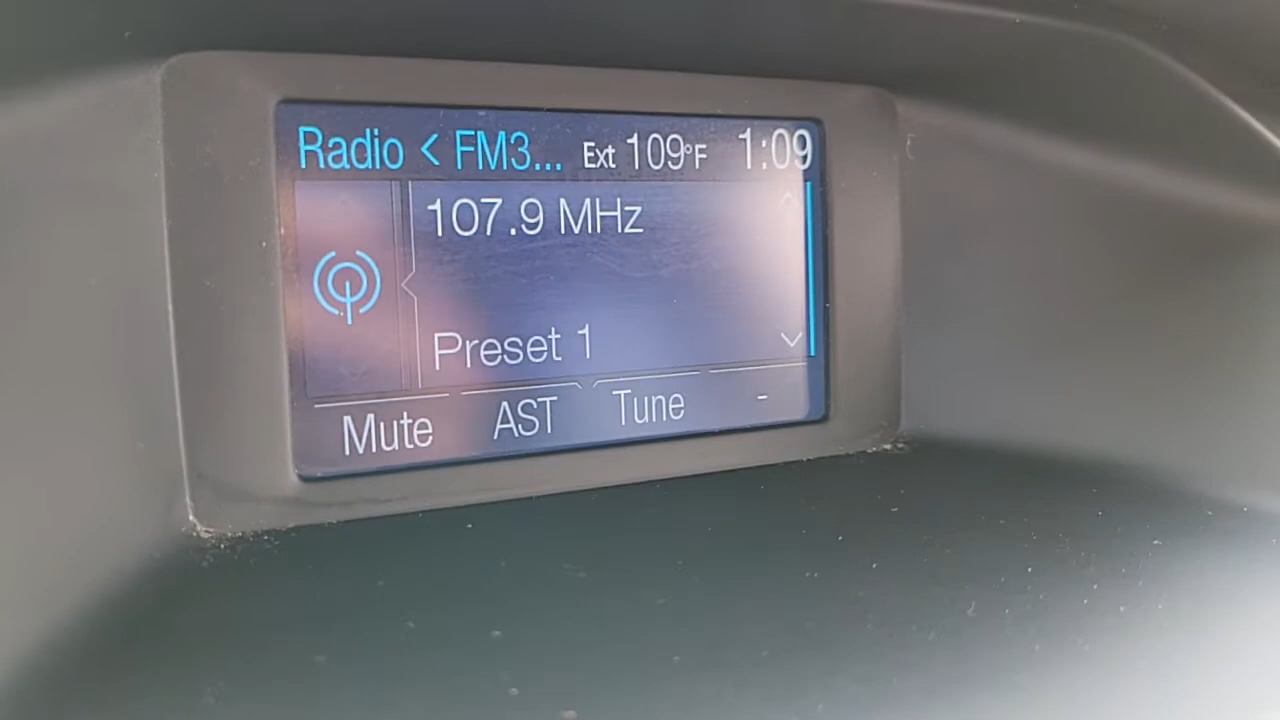 Radio < FM3... Ext 109°F 1:09
107.9 MHz
Preset 1
Mute AST Tune -